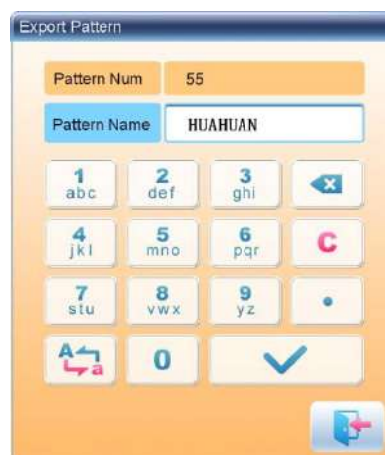 Export Pattern
Pattern Num 55
Pattern Name HUAHUAN
1 2 3
abc def ghi
4 5 6 C
jkl mno pqr
7 8 9 .
stu vwx yz
A a 0